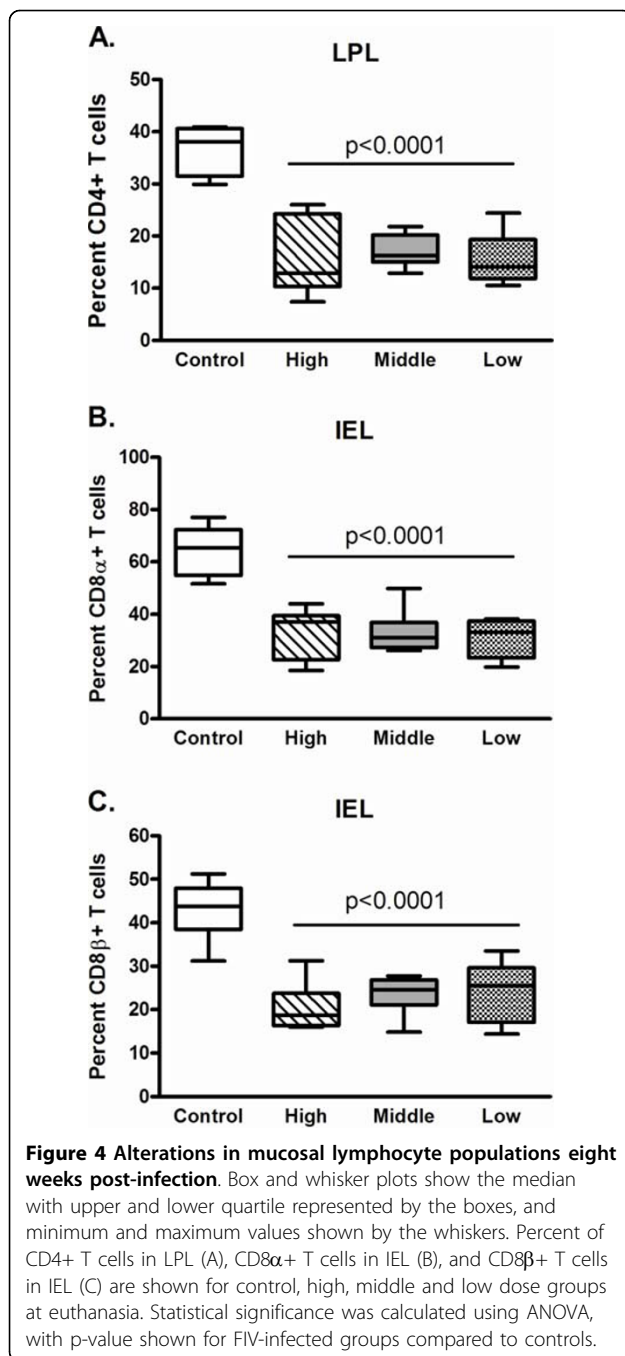 A.
LPL
Percent CD4+ T cells
50
40
30
20
10
0
p<0.0001
Control High Middle Low
B.
IEL
Percent CD8α+ T cells
100
80
60
40
20
0
p<0.0001
Control High Middle Low
C.
IEL
Percent CD8β+ T cells
60
50
40
30
20
10
0
p<0.0001
Control High Middle Low
Figure 4 Alterations in mucosal lymphocyte populations eight
weeks post-infection. Box and whisker plots show the median
with upper and lower quartile represented by the boxes, and
minimum and maximum values shown by the whiskers. Percent of
CD4+ T cells in LPL (A), CD8α+ T cells in IEL (B), and CD8β+ T cells
in IEL (C) are shown for control, high, middle and low dose groups
at euthanasia. Statistical significance was calculated using ANOVA,
with p-value shown for FIV-infected groups compared to controls.